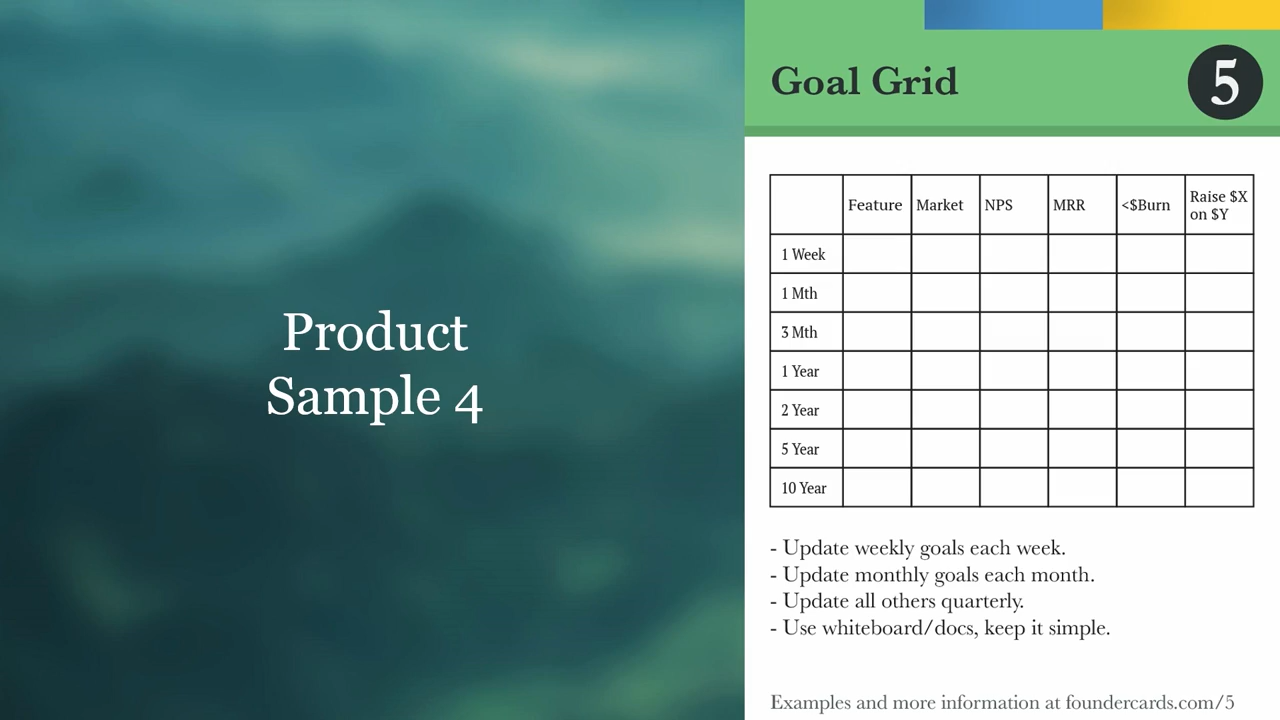 Product
Sample 4
Goal Grid
5
Feature Market NPS MRR <$Burn Raise $X
on $Y
1 Week
1 Mth
3 Mth
1 Year
2 Year
5 Year
10 Year
- Update weekly goals each week.
- Update monthly goals each month.
- Update all others quarterly.
- Use whiteboard/docs, keep it simple.
Examples and more information at foundercards.com/5